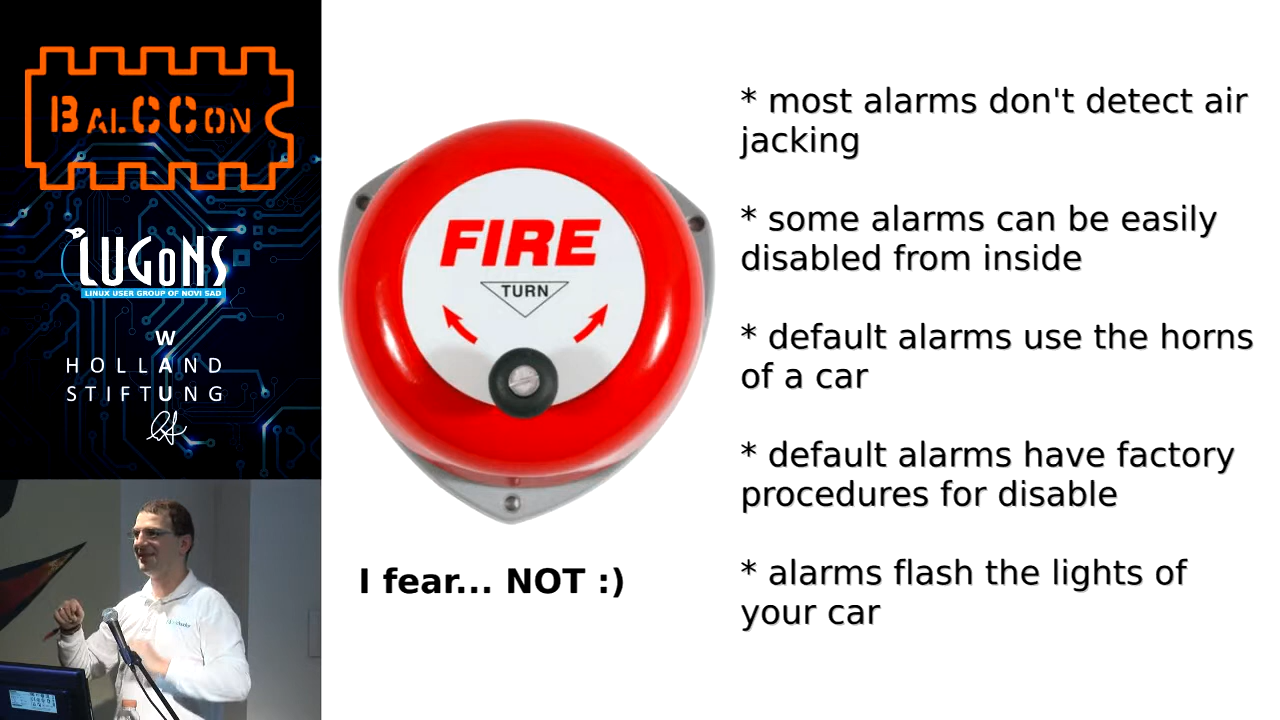 BALCCON
LUGONS
LINUX USER GROUP OF NOVI SAD
W
HOLLAND
A
STIFTUNG
FIRE
TURN
I fear... NOT :)
* most alarms don't detect air
jacking
* some alarms can be easily
disabled from inside
* default alarms use the horns
of a car
* default alarms have factory
procedures for disable
* alarms flash the lights of
your car